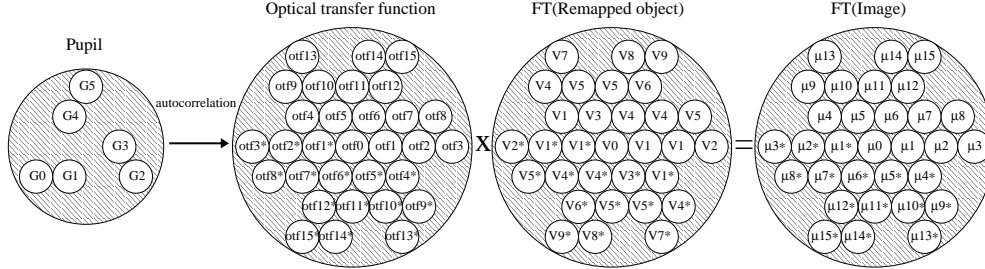 Optical transfer function
FT(Remapped object)
FT(Image)
Pupil
G5
G4
G3
G0 G1 G2
autocorrelation
otf13 otf14 otf15
otf9 otf10 otf11 otf12
otf4 otf5 otf6 otf7 otf8
otf3* otf2* otf1* otf0 otf1 otf2 otf3
otf8* otf7* otf6* otf5* otf4*
otf12* otf11* otf10* otf9*
otf15* otf14* otf13*
X
V7 V8 V9
V4 V5 V5 V6
V1 V3 V4 V4 V5
V2* V1* V1* V0 V1 V1 V2
V5* V4* V4* V3* V1*
V6* V5* V5* V4*
V9* V8* V7*
=
μ13 μ14 μ15
μ9 μ10 μ11 μ12
μ4 μ5 μ6 μ7 μ8
μ3* μ2* μ1* μ0 μ1 μ2 μ3
μ8* μ7* μ6* μ5* μ4*
μ12* μ11* μ10* μ9*
μ15* μ14* μ13*